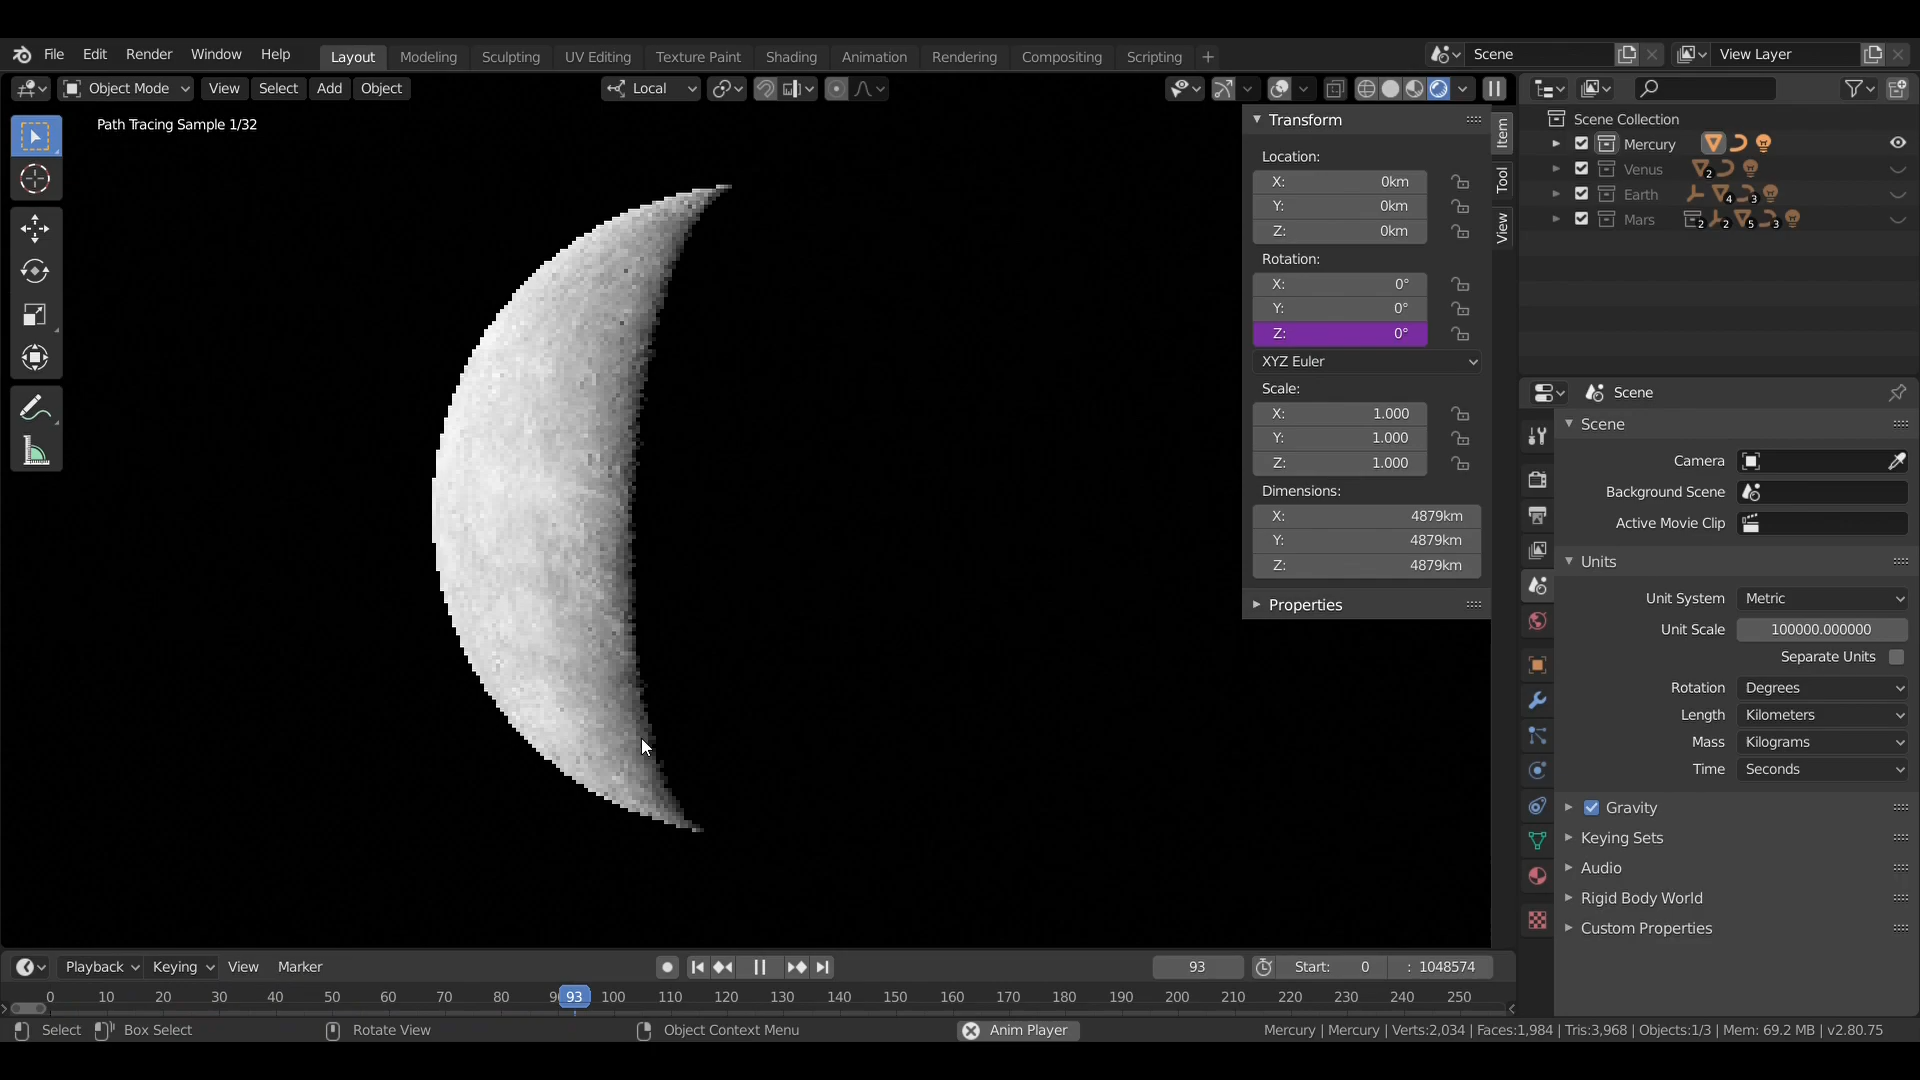 File Edit Render Window Help Layout Modeling Sculpting UV Editing Texture Paint Shading Animation Rendering Compositing Scripting + Scene View Layer
Object Mode View Select Add Object Local
Path Tracing Sample 1/32
Transform
Location:
X: 0km
Y: 0km
Z: 0km
Rotation:
X: 0°
Y: 0°
Z: 0°
XYZ Euler
Scale:
X: 1.000
Y: 1.000
Z: 1.000
Dimensions:
X: 4879km
Y: 4879km
Z: 4879km
Properties
Item
Tool
View
Scene Collection
Mercury
Venus 2
Earth 4 3
Mars 2 2 5 3
Scene
Scene
Camera
Background Scene
Active Movie Clip
Units
Unit System Metric
Unit Scale 100000.000000
Separate Units
Rotation Degrees
Length Kilometers
Mass Kilograms
Time Seconds
Gravity
Keying Sets
Audio
Rigid Body World
Custom Properties
Playback Keying View Marker 93 Start: 0 : 1048574
0 10 20 30 40 50 60 70 80 9 93 100 110 120 130 140 150 160 170 180 190 200 210 220 230 240 250
Select Box Select Rotate View Object Context Menu Anim Player Mercury | Mercury | Verts:2,034 | Faces:1,984 | Tris:3,968 | Objects:1/3 | Mem: 69.2 MB | v2.80.75